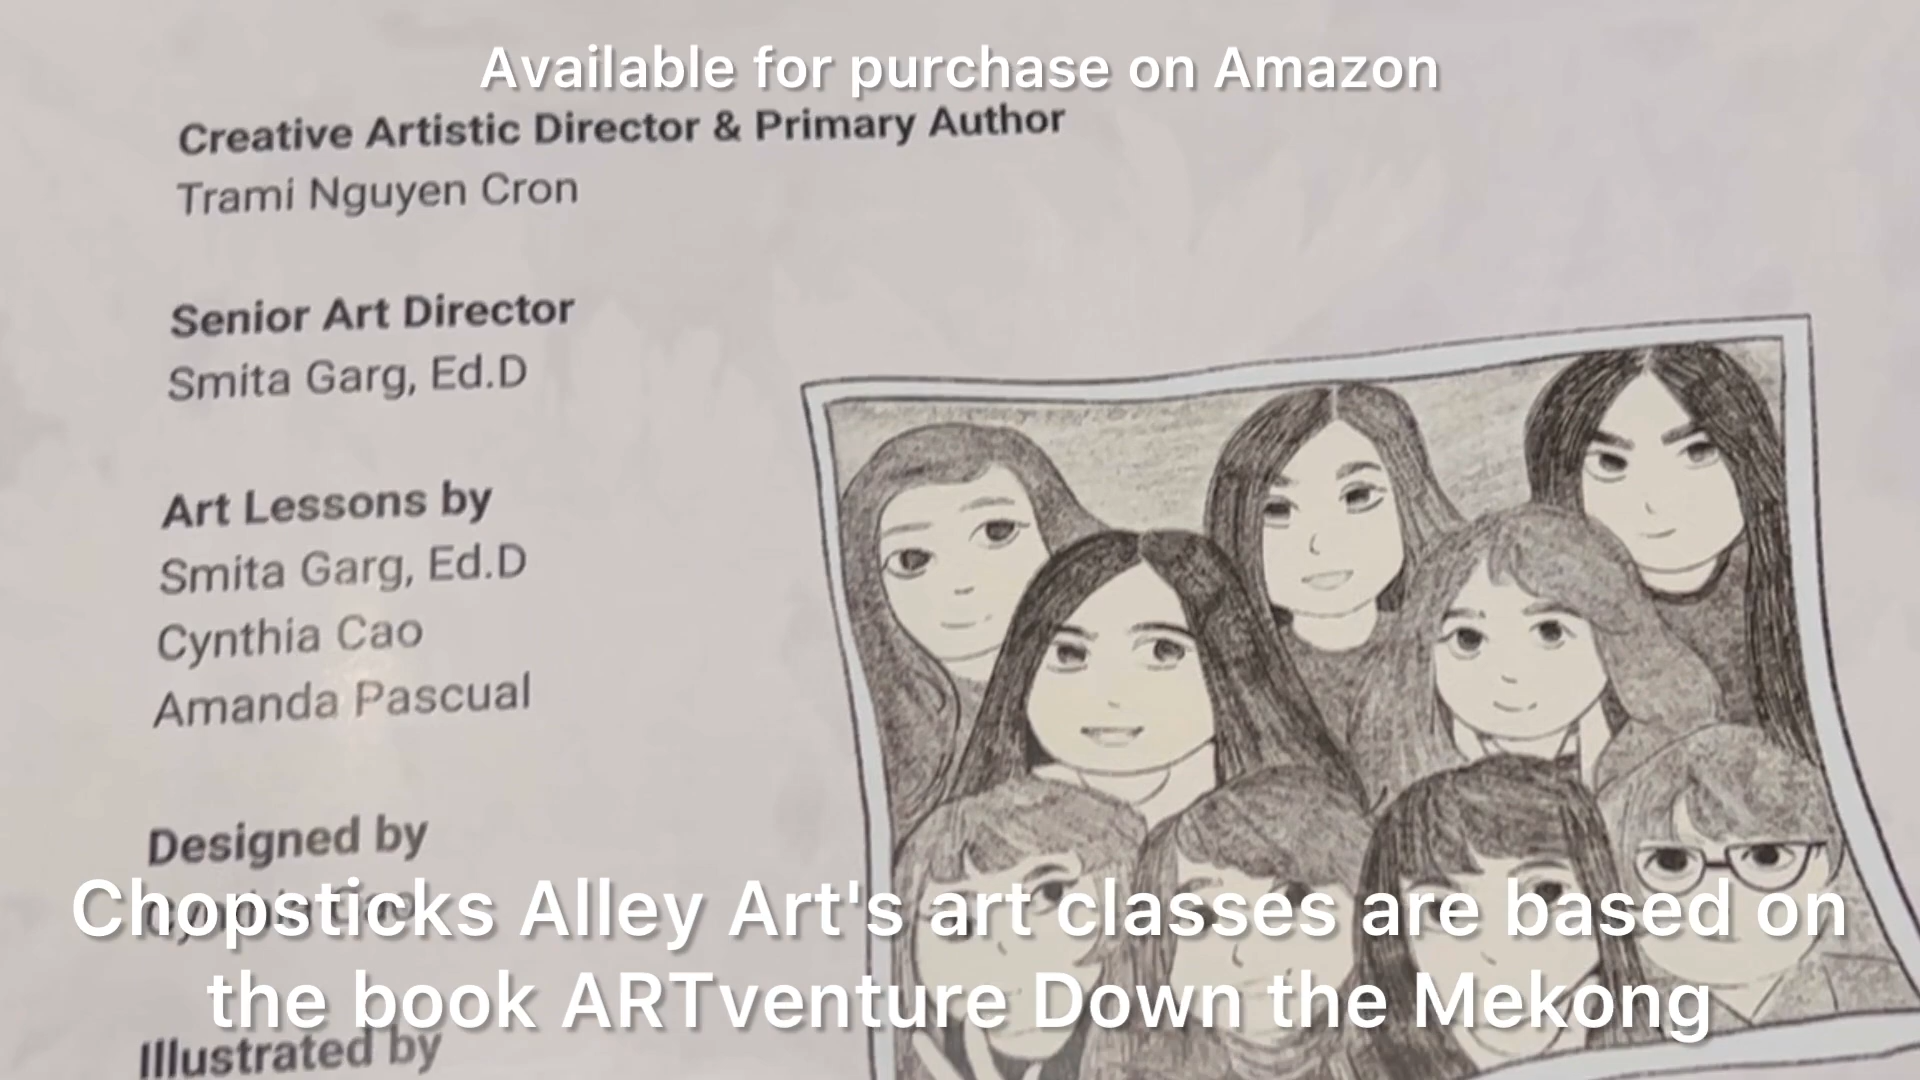 Available for purchase on Amazon
Creative Artistic Director & Primary Author
Trami Nguyen Cron
Senior Art Director
Smita Garg, Ed.D
Art Lessons by
Smita Garg, Ed.D
Cynthia Cao
Amanda Pascual
Designed by
Chopsticks Alley Art's art classes are based on
the book ARTventure Down the Mekong
Illustrated by